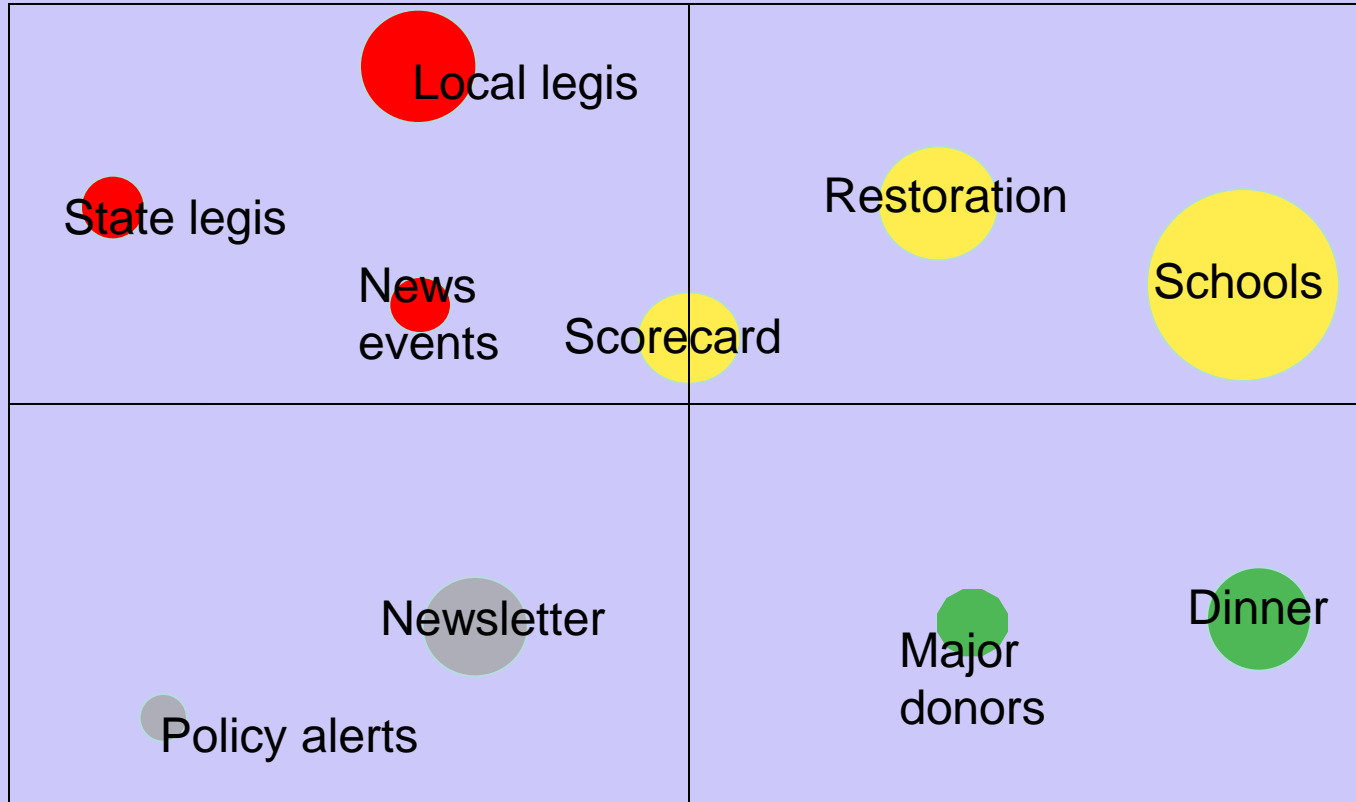 Local legis
State legis
Restoration
News
events
Schools
Scorecard
Newsletter
Policy alerts
Major
donors
Dinner